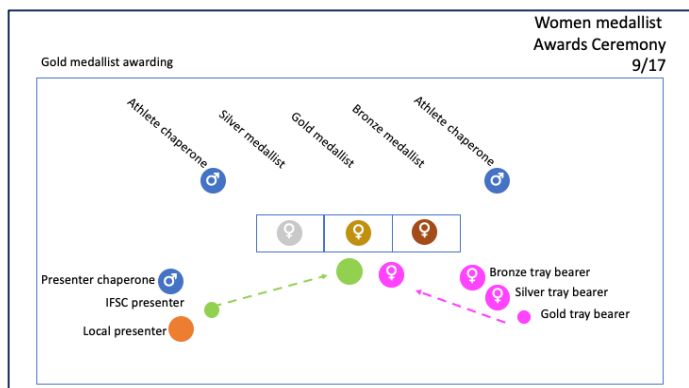 Women medallist
Awards Ceremony
9/17
Gold medallist awarding
Athlete chaperone
Silver medallist
Gold medallist
Bronze medallist
Athlete chaperone
Presenter chaperone
IFSC presenter
Local presenter
Bronze tray bearer
Silver tray bearer
Gold tray bearer